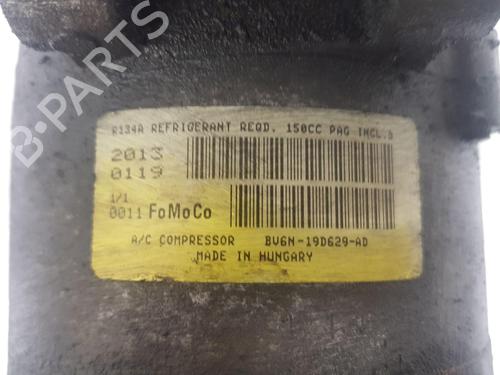 R134A REFRIGERANT REQD. 150CC PAG INCL.
2013
0119
1/1
0011 FoMoCo
A/C COMPRESSOR BV6N-19D629-AD
MADE IN HUNGARY
B-PARTS